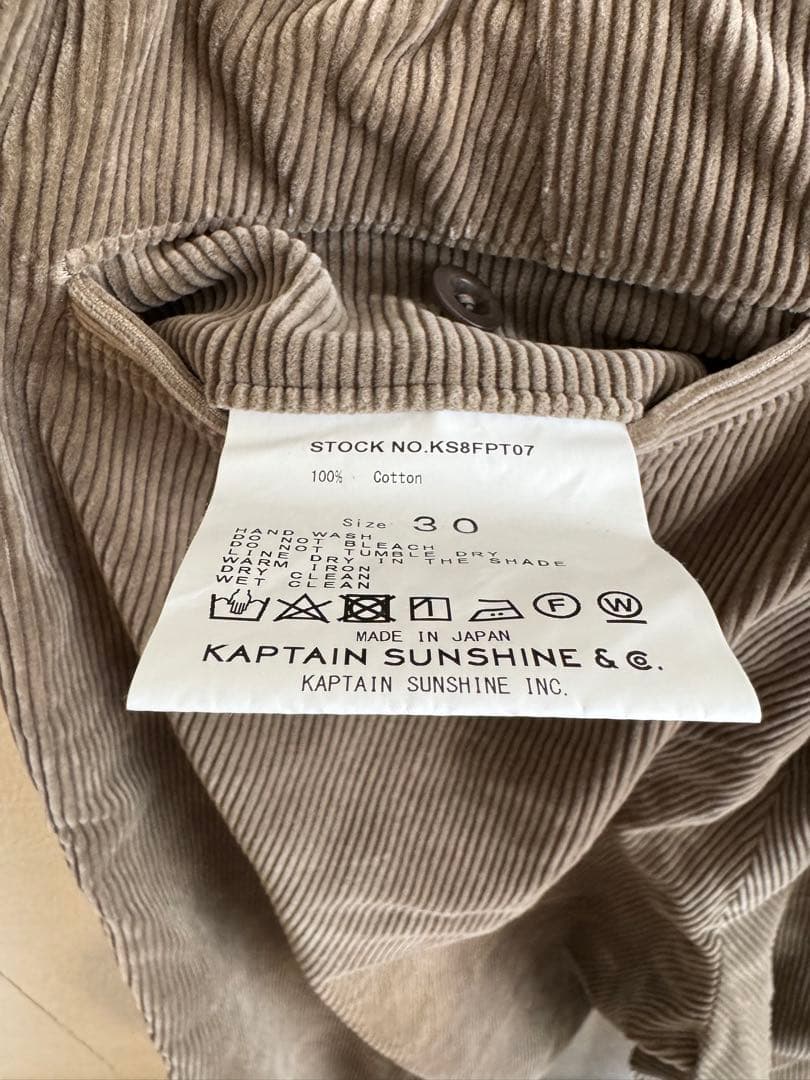 STOCK NO.KS8FPT07
100% Cotton
Size 30
HAND WASH
DO NOT BLEACH
DO NOT TUMBLE DRY
LINE DRY IN THE SHADE
WARM IRON
DRY CLEAN
WET CLEAN
F W
MADE IN JAPAN
KAPTAIN SUNSHINE & Co.
KAPTAIN SUNSHINE INC.